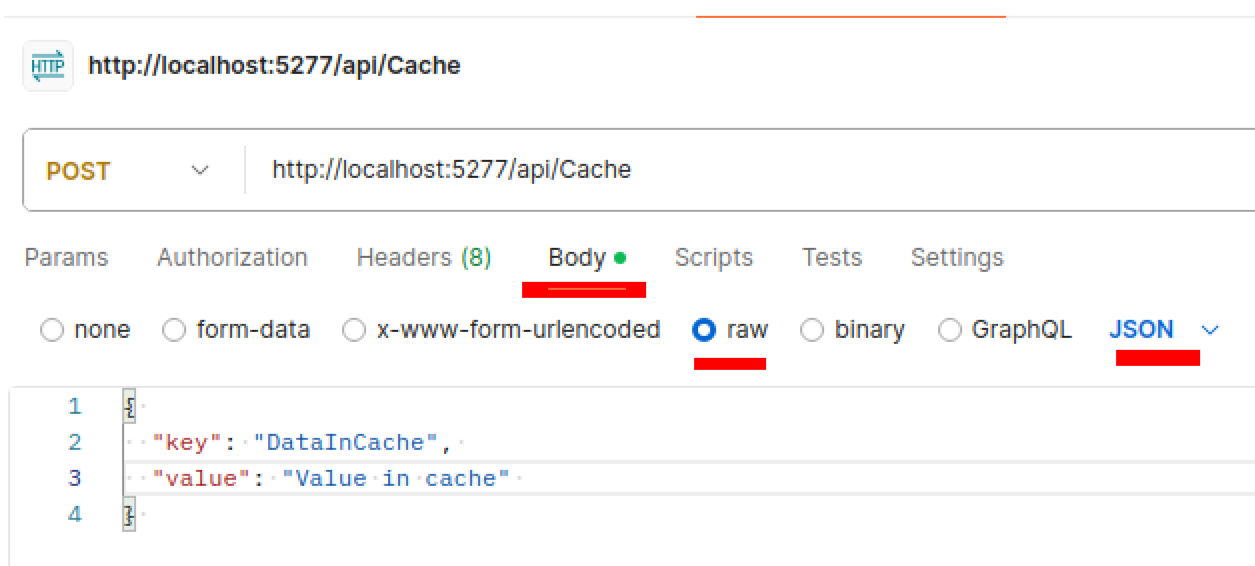 HTTP http://localhost:5277/api/Cache
POST http://localhost:5277/api/Cache
Params Authorization Headers (8) Body Scripts Tests Settings
none form-data x-www-form-urlencoded raw binary GraphQL JSON
1 {
2 "key": "DataInCache",
3 "value": "Value in cache"
4 }